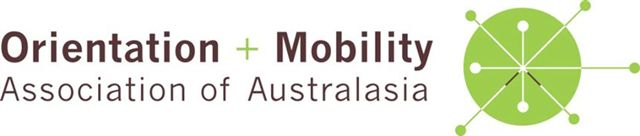 Orientation + Mobility
Association of Australasia